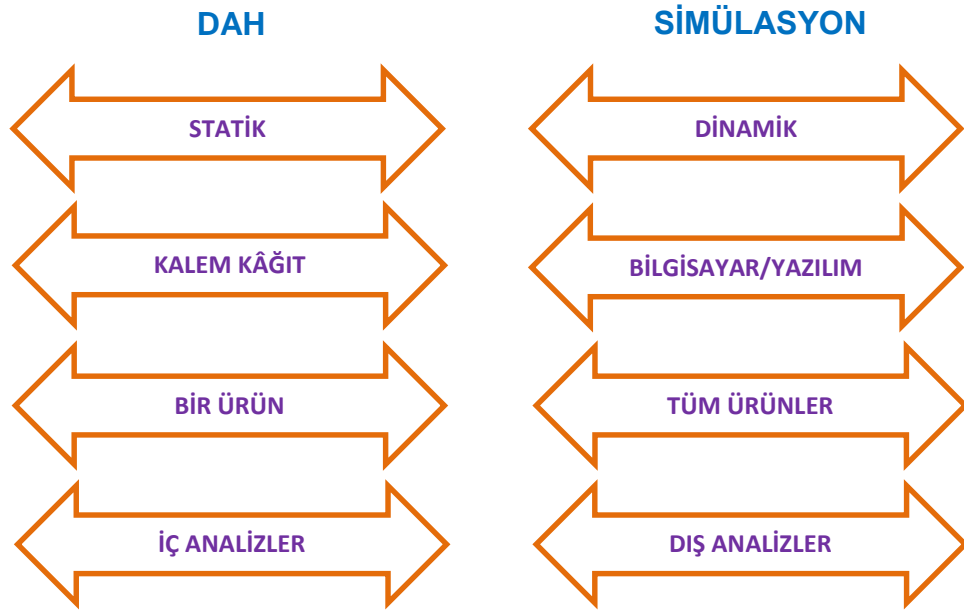 DAH
SİMÜLASYON
STATİK
DİNAMİK
KALEM KÂĞIT
BİLGİSAYAR/YAZILIM
BİR ÜRÜN
TÜM ÜRÜNLER
İÇ ANALİZLER
DIŞ ANALİZLER